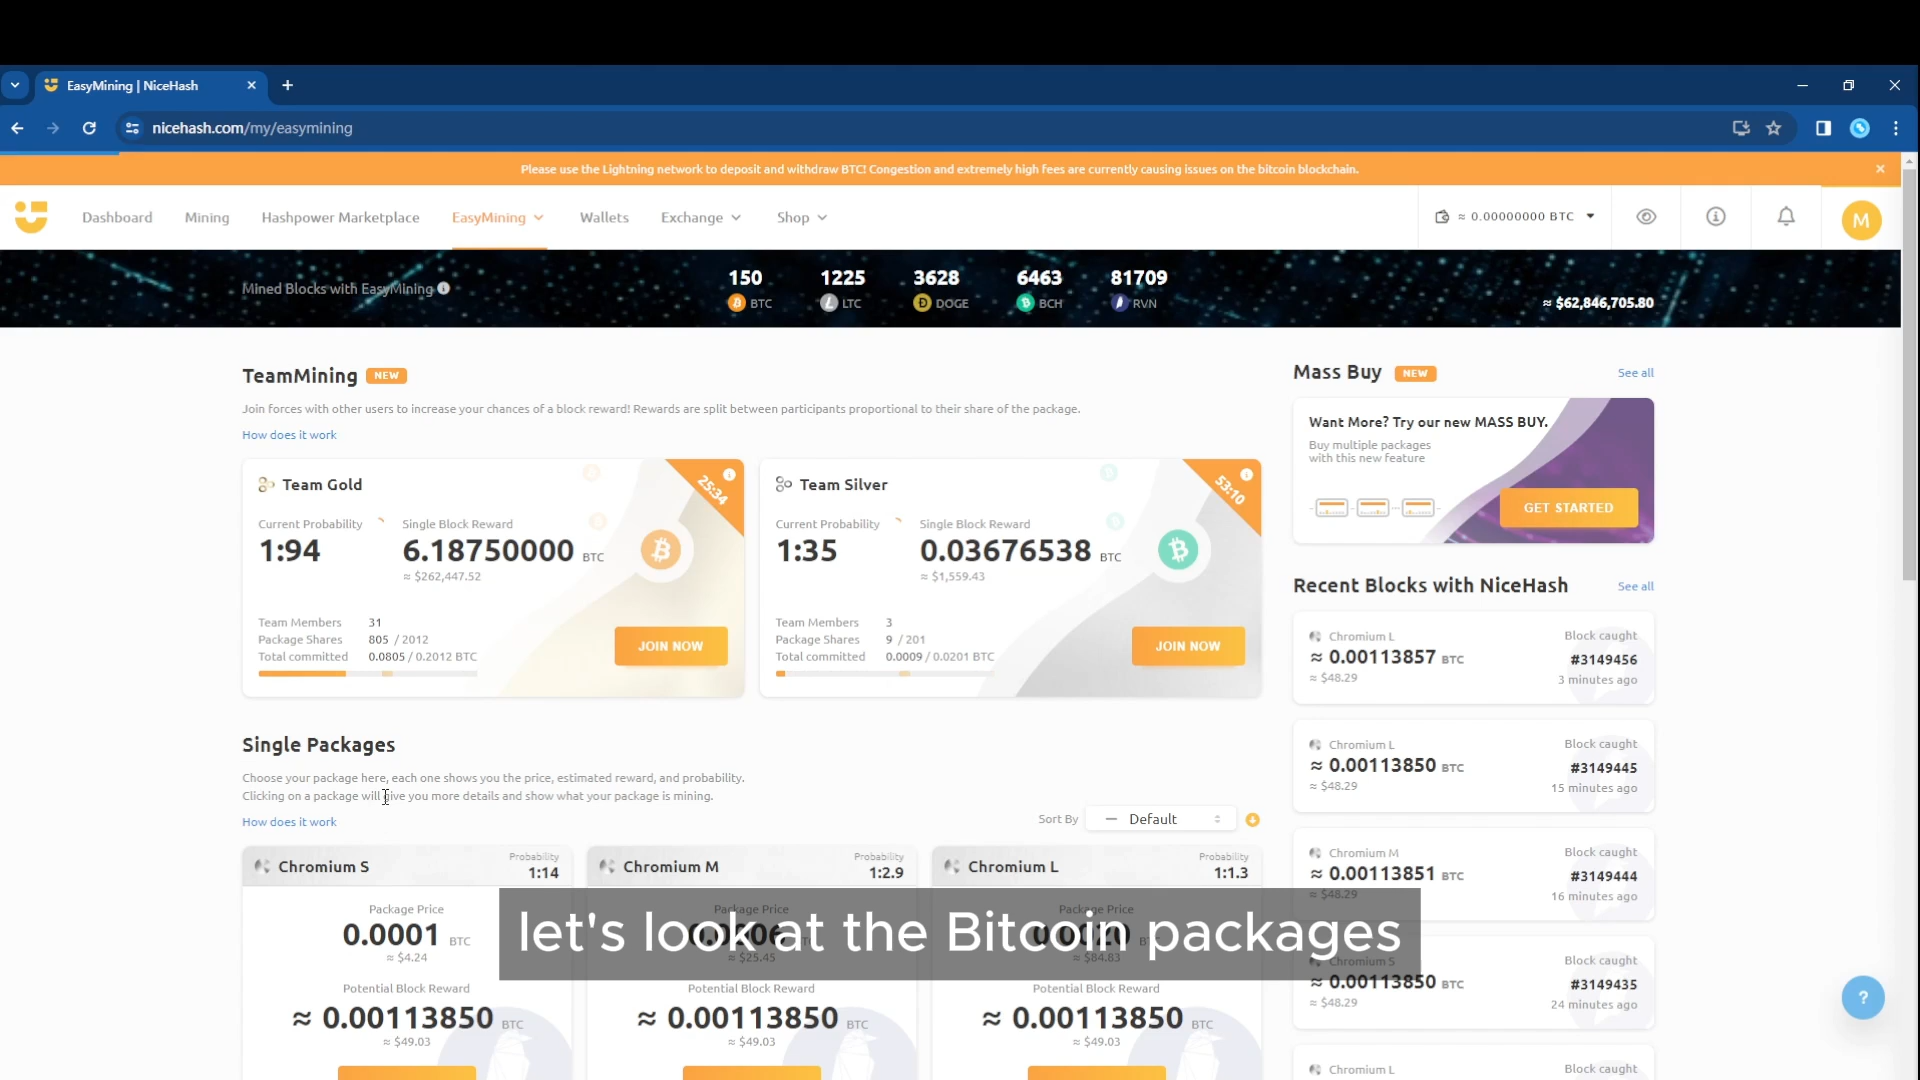 EasyMining | NiceHash
nicehash.com/my/easymining
Please use the Lightning network to deposit and withdraw BTC! Congestion and extremely high fees are currently causing issues on the bitcoin blockchain.
Dashboard Mining Hashpower Marketplace EasyMining Wallets Exchange Shop ≈ 0.00000000 BTC M
Mined Blocks with EasyMining
150 1225 3628 6463 81709
BTC LTC DOGE BCH RVN
≈ $62,846,705.80
TeamMining NEW
Join forces with other users to increase your chances of a block reward! Rewards are split between participants proportional to their share of the package.
How does it work
Team Gold
25:34
Current Probability Single Block Reward
1:94 6.18750000 BTC
≈ $262,447.52
Team Members 31
Package Shares 805 / 2012
Total committed 0.0805 / 0.2012 BTC
JOIN NOW
Team Silver
53:10
Current Probability Single Block Reward
1:35 0.03676538 BTC
≈ $1,559.43
Team Members 3
Package Shares 9 / 201
Total committed 0.0009 / 0.0201 BTC
JOIN NOW
Mass Buy NEW See all
Want More? Try our new MASS BUY.
Buy multiple packages
with this new feature
GET STARTED
Recent Blocks with NiceHash See all
Chromium L Block caught
≈ 0.00113857 BTC #3149456
≈ $48.29 3 minutes ago
Chromium L Block caught
≈ 0.00113850 BTC #3149445
≈ $48.29 15 minutes ago
Chromium M Block caught
≈ 0.00113851 BTC #3149444
≈ $48.29 16 minutes ago
Chromium S Block caught
≈ 0.00113850 BTC #3149435
≈ $48.29 24 minutes ago
Chromium L Block caught
Single Packages
Choose your package here, each one shows you the price, estimated reward, and probability.
Clicking on a package will give you more details and show what your package is mining.
How does it work
Sort By — Default
Chromium S Probability 1:14
Package Price
0.0001 BTC
≈ $4.24
Potential Block Reward
≈ 0.00113850 BTC
≈ $49.03
Chromium M Probability 1:2.9
Package Price
0.0006
≈ $25.45
Potential Block Reward
≈ 0.00113850 BTC
≈ $49.03
Chromium L Probability 1:1.3
Package Price
0.0020
≈ $84.83
Potential Block Reward
≈ 0.00113850 BTC
≈ $49.03
let's look at the Bitcoin packages
?